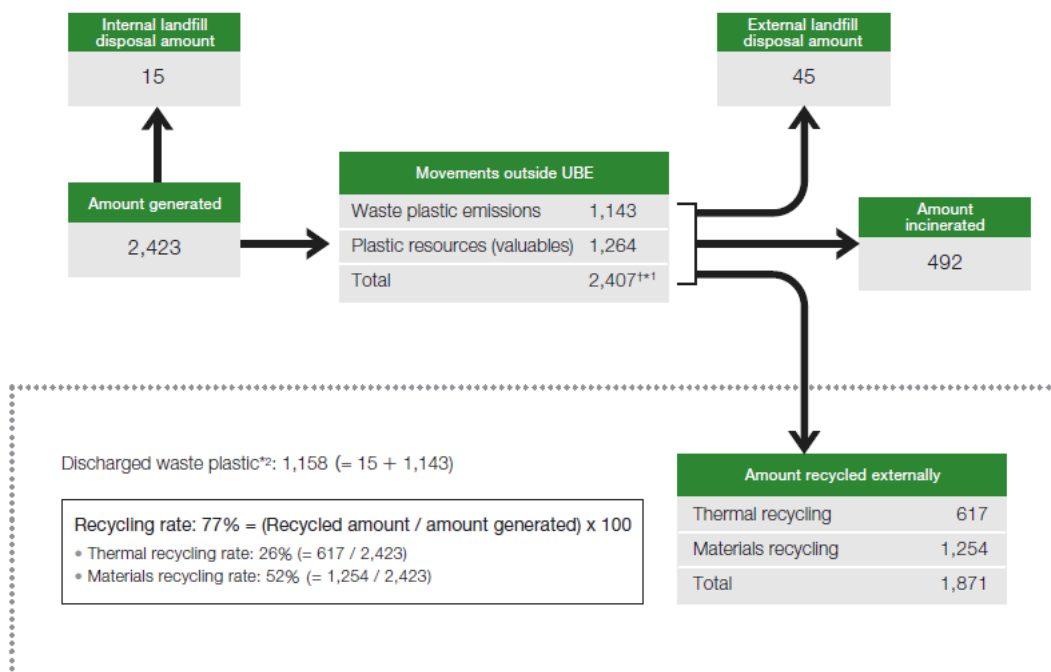 Internal landfill
disposal amount
15
External landfill
disposal amount
45
Amount generated
2,423
Movements outside UBE
Waste plastic emissions 1,143
Plastic resources (valuables) 1,264
Total 2,407†*1
Amount
incinerated
492
Discharged waste plastic*2: 1,158 (= 15 + 1,143)
Recycling rate: 77% = (Recycled amount / amount generated) x 100
• Thermal recycling rate: 26% (= 617 / 2,423)
• Materials recycling rate: 52% (= 1,254 / 2,423)
Amount recycled externally
Thermal recycling 617
Materials recycling 1,254
Total 1,871